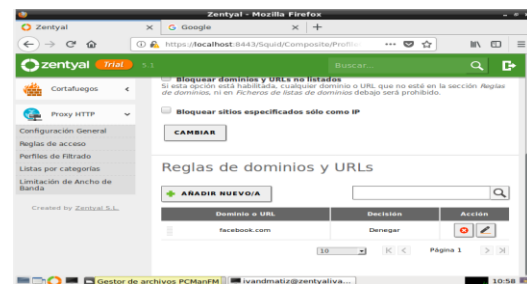 Zentyal - Mozilla Firefox
Zentyal
Google
https://localhost:8443/Squid/Composite/Profil
zentyal Trial 5.1
Buscar...
Cortafuegos
Proxy HTTP
Configuración General
Reglas de acceso
Perfiles de Filtrado
Listas por categorías
Limitación de Ancho de Banda
Created by Zentyal S.L.
Bloquear dominios y URLs no listados
Si esta opción está habilitada, cualquier dominio o URL que no esté en la sección Reglas
de dominios, ni en Ficheros de listas de dominios debajo será prohibido.
Bloquear sitios especificados sólo como IP
CAMBIAR
Reglas de dominios y URLs
AÑADIR NUEVO/A
Dominio o URL Decisión Acción
facebook.com Denegar
10 Página 1
Gestor de archivos PCManFM
ivandmatiz@zentyaliva...
10:58